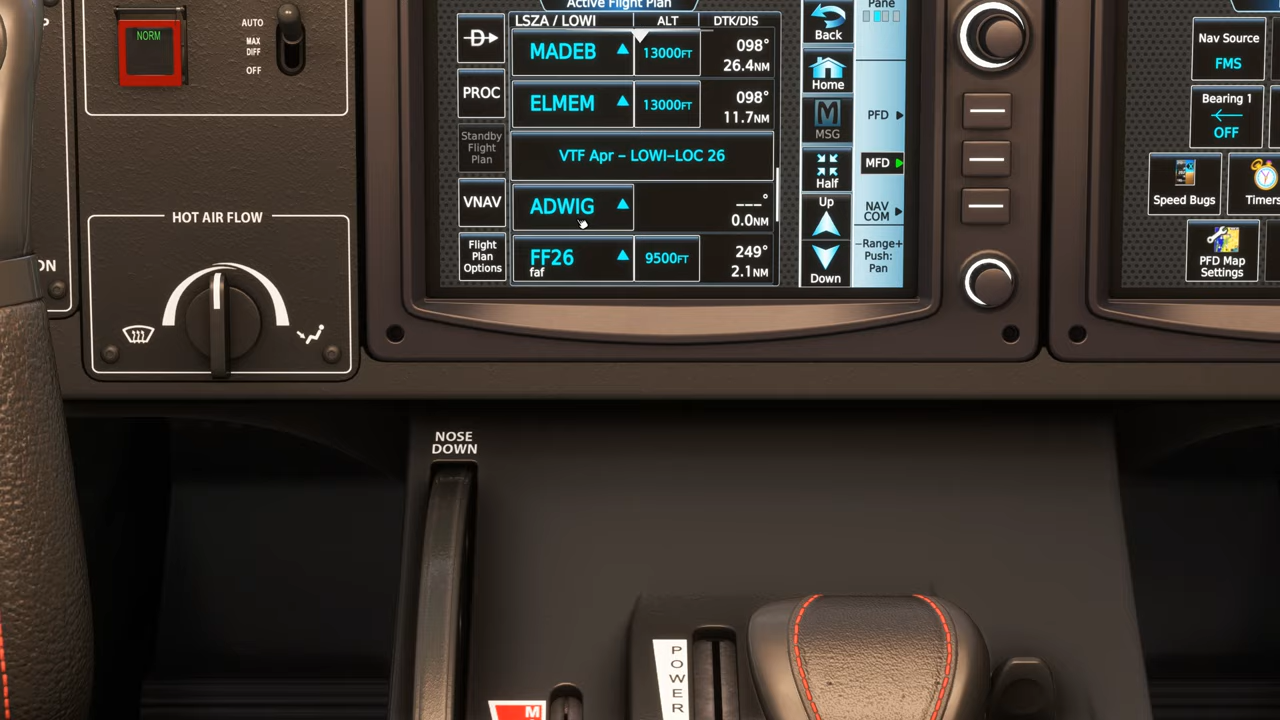 NORM
AUTO
MAX
DIFF
OFF
HOT AIR FLOW
ON
Active Flight Plan
LSZA / LOWI
ALT
DTK/DIS
D
PROC
Standby
Flight
Plan
VNAV
Flight
Plan
Options
MADEB
13000FT
098°
26.4NM
ELMEM
13000FT
098°
11.7NM
VTF Apr – LOWI–LOC 26
ADWIG
___°
0.0NM
FF26
faf
9500FT
249°
2.1NM
Back
Home
M
MSG
Half
Up
Down
Pane
PFD
MFD
NAV
COM
–Range+
Push:
Pan
Nav Source
FMS
Bearing 1
OFF
Speed Bugs
Timers
PFD Map
Settings
NOSE
DOWN
POWER
M